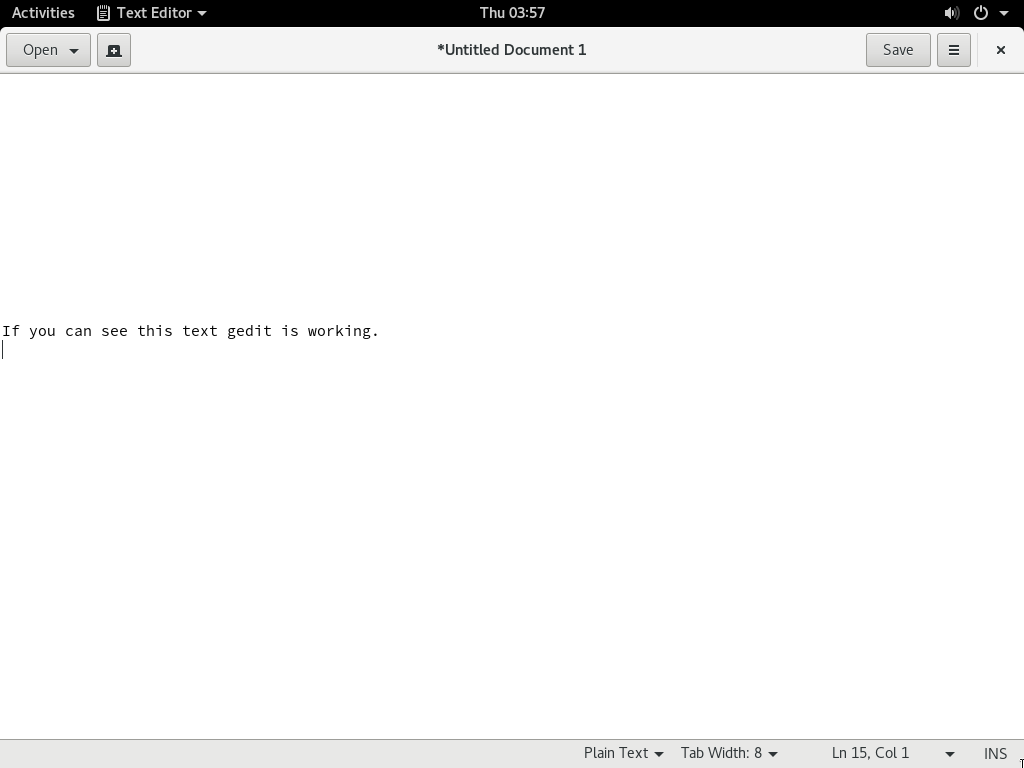 Activities Text Editor Thu 03:57
Open *Untitled Document 1 Save
If you can see this text gedit is working.
Plain Text Tab Width: 8 Ln 15, Col 1 INS